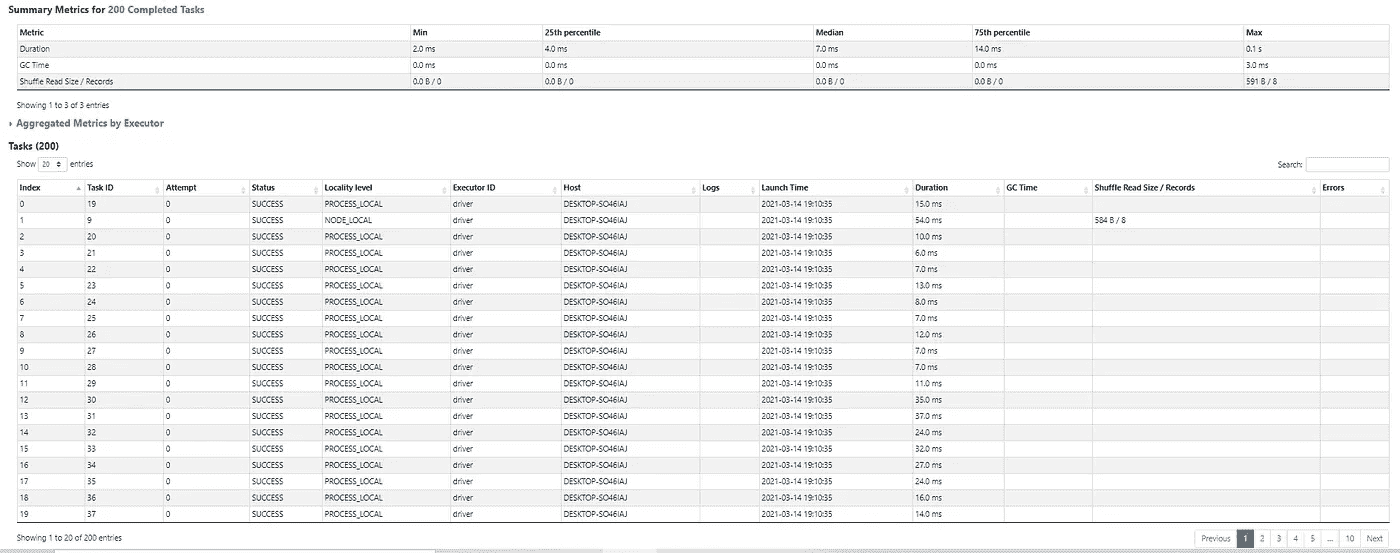 Summary Metrics for 200 Completed Tasks
Metric Min 25th percentile Median 75th percentile Max
Duration 2.0 ms 4.0 ms 7.0 ms 14.0 ms 0.1 s
GC Time 0.0 ms 0.0 ms 0.0 ms 0.0 ms 3.0 ms
Shuffle Read Size / Records 0.0 B / 0 0.0 B / 0 0.0 B / 0 0.0 B / 0 591 B / 8
Showing 1 to 3 of 3 entries
Aggregated Metrics by Executor
Tasks (200)
Show 20 entries Search:
Index Task ID Attempt Status Locality level Executor ID Host Logs Launch Time Duration GC Time Shuffle Read Size / Records Errors
0 19 0 SUCCESS PROCESS_LOCAL driver DESKTOP-SO46IAJ 2021-03-14 19:10:35 15.0 ms
1 9 0 SUCCESS NODE_LOCAL driver DESKTOP-SO46IAJ 2021-03-14 19:10:35 54.0 ms 584 B / 8
2 20 0 SUCCESS PROCESS_LOCAL driver DESKTOP-SO46IAJ 2021-03-14 19:10:35 10.0 ms
3 21 0 SUCCESS PROCESS_LOCAL driver DESKTOP-SO46IAJ 2021-03-14 19:10:35 6.0 ms
4 22 0 SUCCESS PROCESS_LOCAL driver DESKTOP-SO46IAJ 2021-03-14 19:10:35 7.0 ms
5 23 0 SUCCESS PROCESS_LOCAL driver DESKTOP-SO46IAJ 2021-03-14 19:10:35 13.0 ms
6 24 0 SUCCESS PROCESS_LOCAL driver DESKTOP-SO46IAJ 2021-03-14 19:10:35 8.0 ms
7 25 0 SUCCESS PROCESS_LOCAL driver DESKTOP-SO46IAJ 2021-03-14 19:10:35 7.0 ms
8 26 0 SUCCESS PROCESS_LOCAL driver DESKTOP-SO46IAJ 2021-03-14 19:10:35 12.0 ms
9 27 0 SUCCESS PROCESS_LOCAL driver DESKTOP-SO46IAJ 2021-03-14 19:10:35 7.0 ms
10 28 0 SUCCESS PROCESS_LOCAL driver DESKTOP-SO46IAJ 2021-03-14 19:10:35 7.0 ms
11 29 0 SUCCESS PROCESS_LOCAL driver DESKTOP-SO46IAJ 2021-03-14 19:10:35 11.0 ms
12 30 0 SUCCESS PROCESS_LOCAL driver DESKTOP-SO46IAJ 2021-03-14 19:10:35 35.0 ms
13 31 0 SUCCESS PROCESS_LOCAL driver DESKTOP-SO46IAJ 2021-03-14 19:10:35 37.0 ms
14 32 0 SUCCESS PROCESS_LOCAL driver DESKTOP-SO46IAJ 2021-03-14 19:10:35 24.0 ms
15 33 0 SUCCESS PROCESS_LOCAL driver DESKTOP-SO46IAJ 2021-03-14 19:10:35 32.0 ms
16 34 0 SUCCESS PROCESS_LOCAL driver DESKTOP-SO46IAJ 2021-03-14 19:10:35 27.0 ms
17 35 0 SUCCESS PROCESS_LOCAL driver DESKTOP-SO46IAJ 2021-03-14 19:10:35 24.0 ms
18 36 0 SUCCESS PROCESS_LOCAL driver DESKTOP-SO46IAJ 2021-03-14 19:10:35 16.0 ms
19 37 0 SUCCESS PROCESS_LOCAL driver DESKTOP-SO46IAJ 2021-03-14 19:10:35 14.0 ms
Showing 1 to 20 of 200 entries Previous 1 2 3 4 5 ... 10 Next